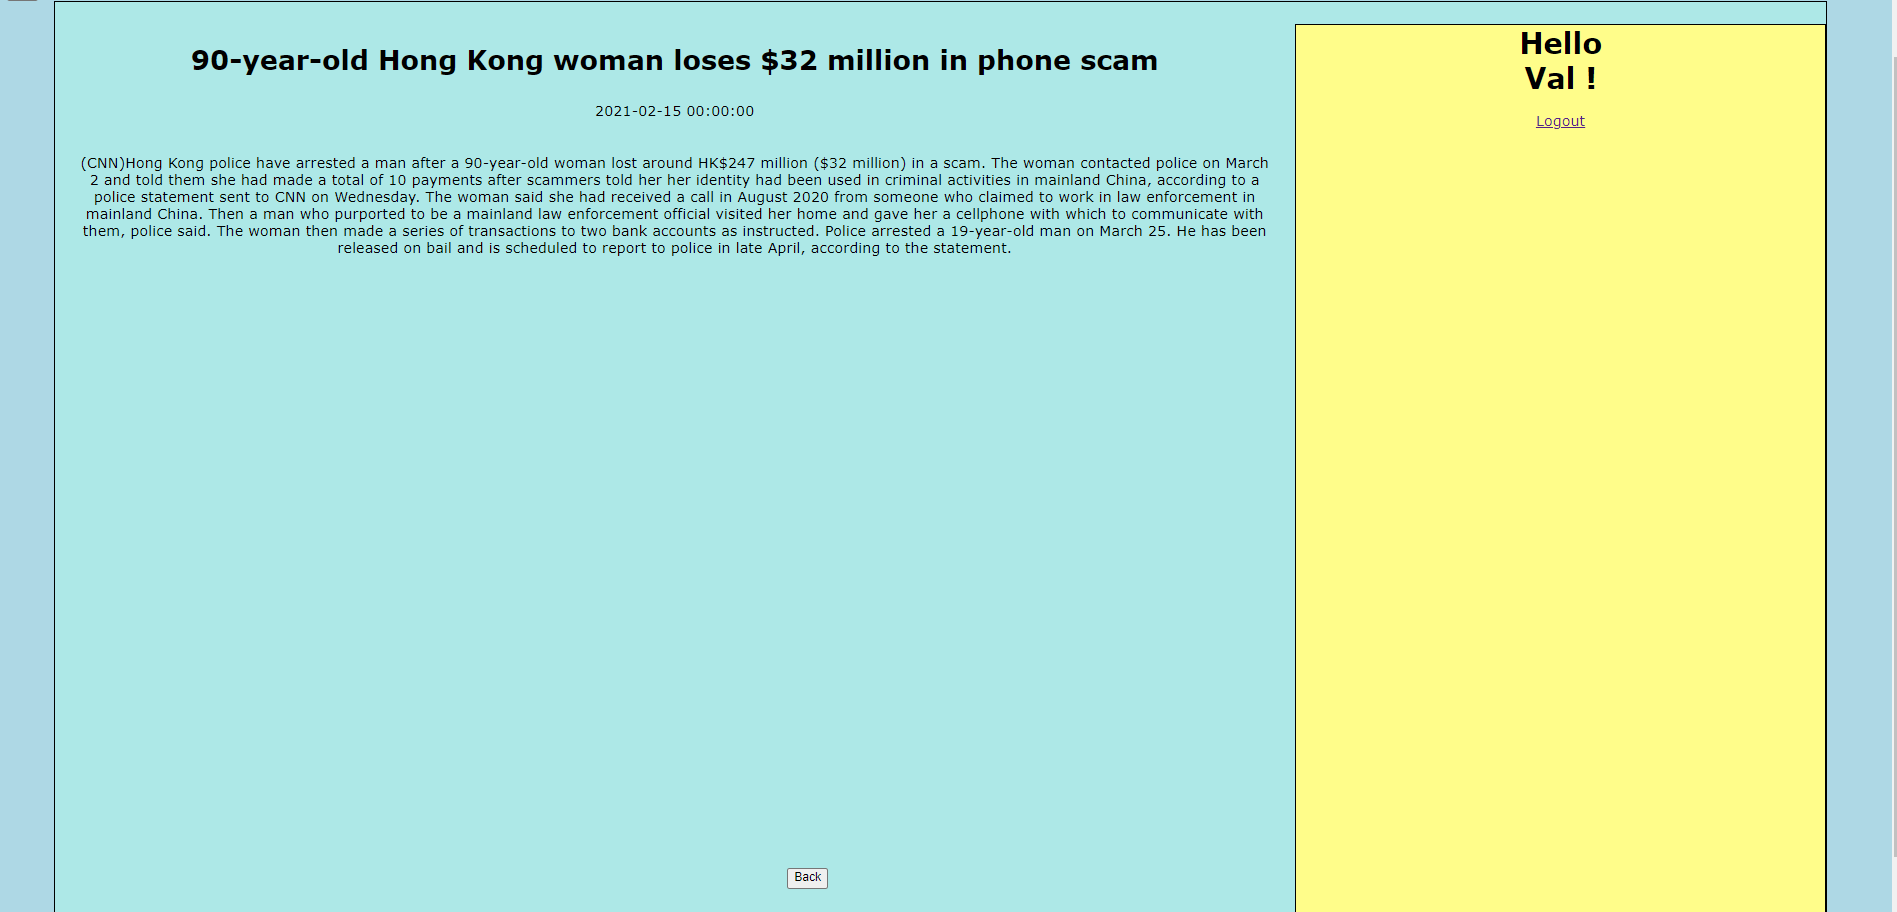 90-year-old Hong Kong woman loses $32 million in phone scam
2021-02-15 00:00:00
(CNN)Hong Kong police have arrested a man after a 90-year-old woman lost around HK$247 million ($32 million) in a scam. The woman contacted police on March
2 and told them she had made a total of 10 payments after scammers told her her identity had been used in criminal activities in mainland China, according to a
police statement sent to CNN on Wednesday. The woman said she had received a call in August 2020 from someone who claimed to work in law enforcement in
mainland China. Then a man who purported to be a mainland law enforcement official visited her home and gave her a cellphone with which to communicate with
them, police said. The woman then made a series of transactions to two bank accounts as instructed. Police arrested a 19-year-old man on March 25. He has been
released on bail and is scheduled to report to police in late April, according to the statement.
Back
Hello
Val !
Logout